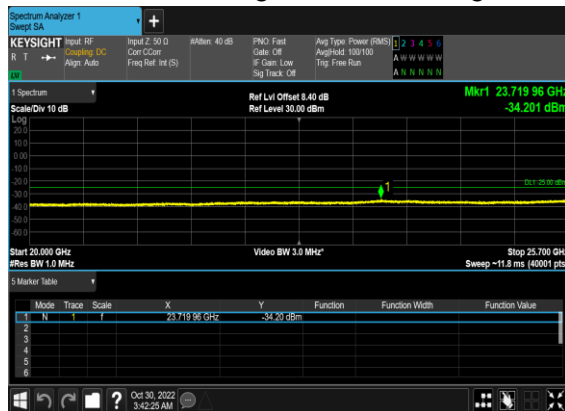 Spectrum Analyzer 1
Swept SA
+
KEYSIGHT Input: RF Input Z: 50 Ω #Atten: 40 dB PNO: Fast Avg Type: Power (RMS) 1 2 3 4 5 6
R T Coupling: DC Corr CCorr Gate: Off Avg|Hold: 100/100 A W W W W W
Align: Auto Freq Ref: Int (S) IF Gain: Low Trig: Free Run
Sig Track: Off A N N N N N
1 Spectrum Ref Lvl Offset 8.40 dB Mkr1 23.719 96 GHz
Scale/Div 10 dB Ref Level 30.00 dBm -34.201 dBm
Log
20.0
10.0
0.00
-10.0
-20.0 1 DL1 -25.00 dBm
-30.0
-40.0
-50.0
-60.0
Start 20.000 GHz Video BW 3.0 MHz* Stop 25.700 GHz
#Res BW 1.0 MHz Sweep ~11.8 ms (40001 pts)
5 Marker Table
Mode Trace Scale X Y Function Function Width Function Value
1 N 1 f 23.719 96 GHz -34.20 dBm
2
3
4
5
6
? Oct 30, 2022
3:42:25 AM